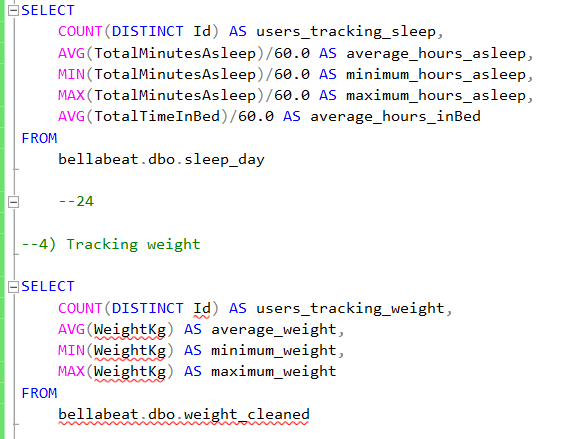 SELECT
COUNT(DISTINCT Id) AS users_tracking_sleep,
AVG(TotalMinutesAsleep)/60.0 AS average_hours_asleep,
MIN(TotalMinutesAsleep)/60.0 AS minimum_hours_asleep,
MAX(TotalMinutesAsleep)/60.0 AS maximum_hours_asleep,
AVG(TotalTimeInBed)/60.0 AS average_hours_inBed
FROM
bellabeat.dbo.sleep_day
--24
--4) Tracking weight
SELECT
COUNT(DISTINCT Id) AS users_tracking_weight,
AVG(WeightKg) AS average_weight,
MIN(WeightKg) AS minimum_weight,
MAX(WeightKg) AS maximum_weight
FROM
bellabeat.dbo.weight_cleaned